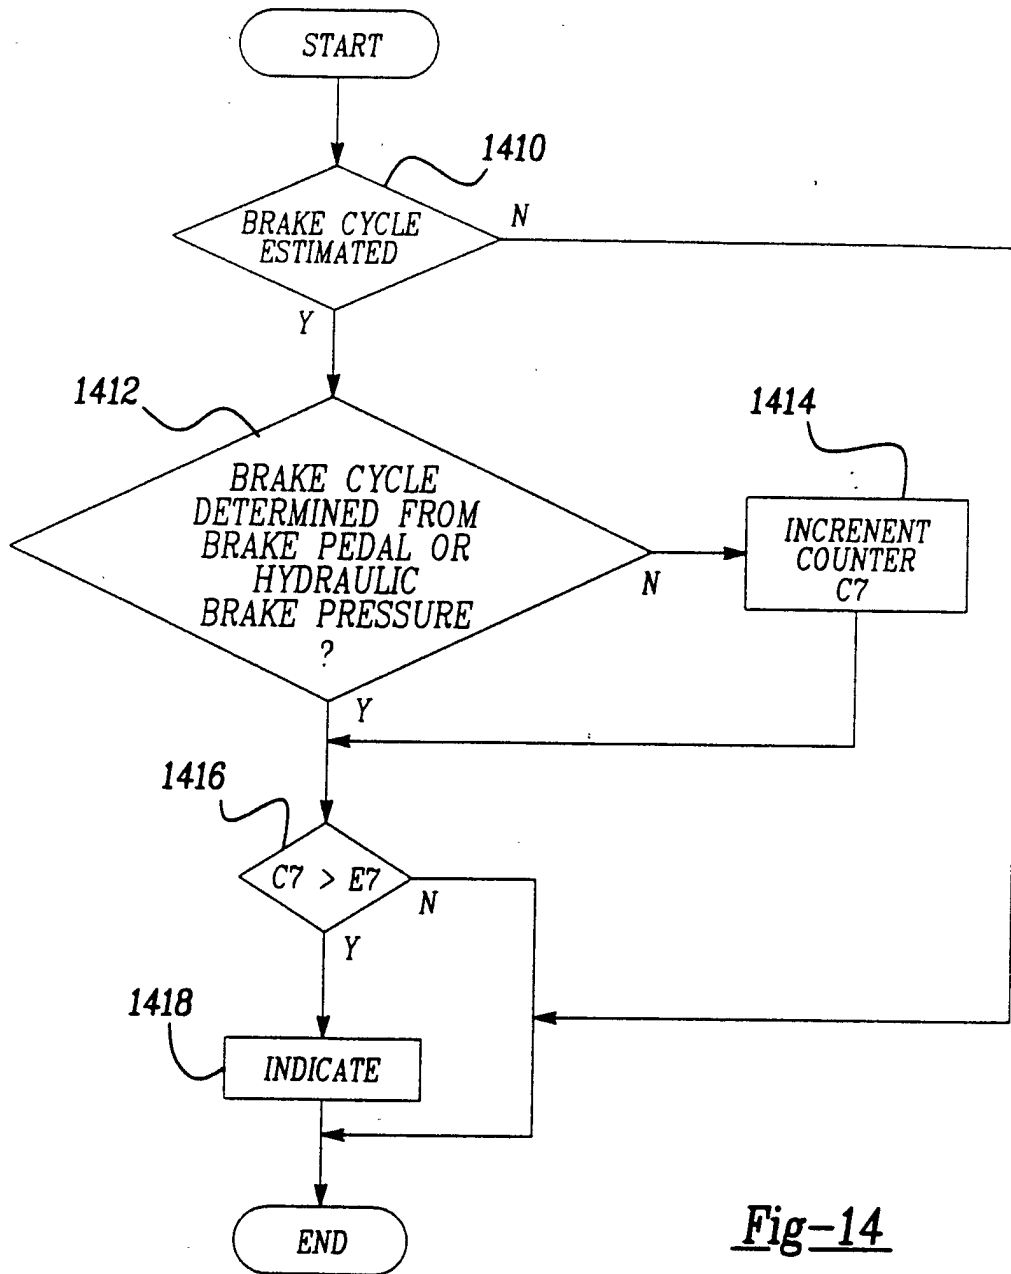 START
1410
BRAKE CYCLE
ESTIMATED
N
Y
1412
BRAKE CYCLE
DETERMINED FROM
BRAKE PEDAL OR
HYDRAULIC
BRAKE PRESSURE
?
N
Y
1414
INCRENENT
COUNTER
C7
1416
C7 > E7
N
Y
1418
INDICATE
END
Fig-14